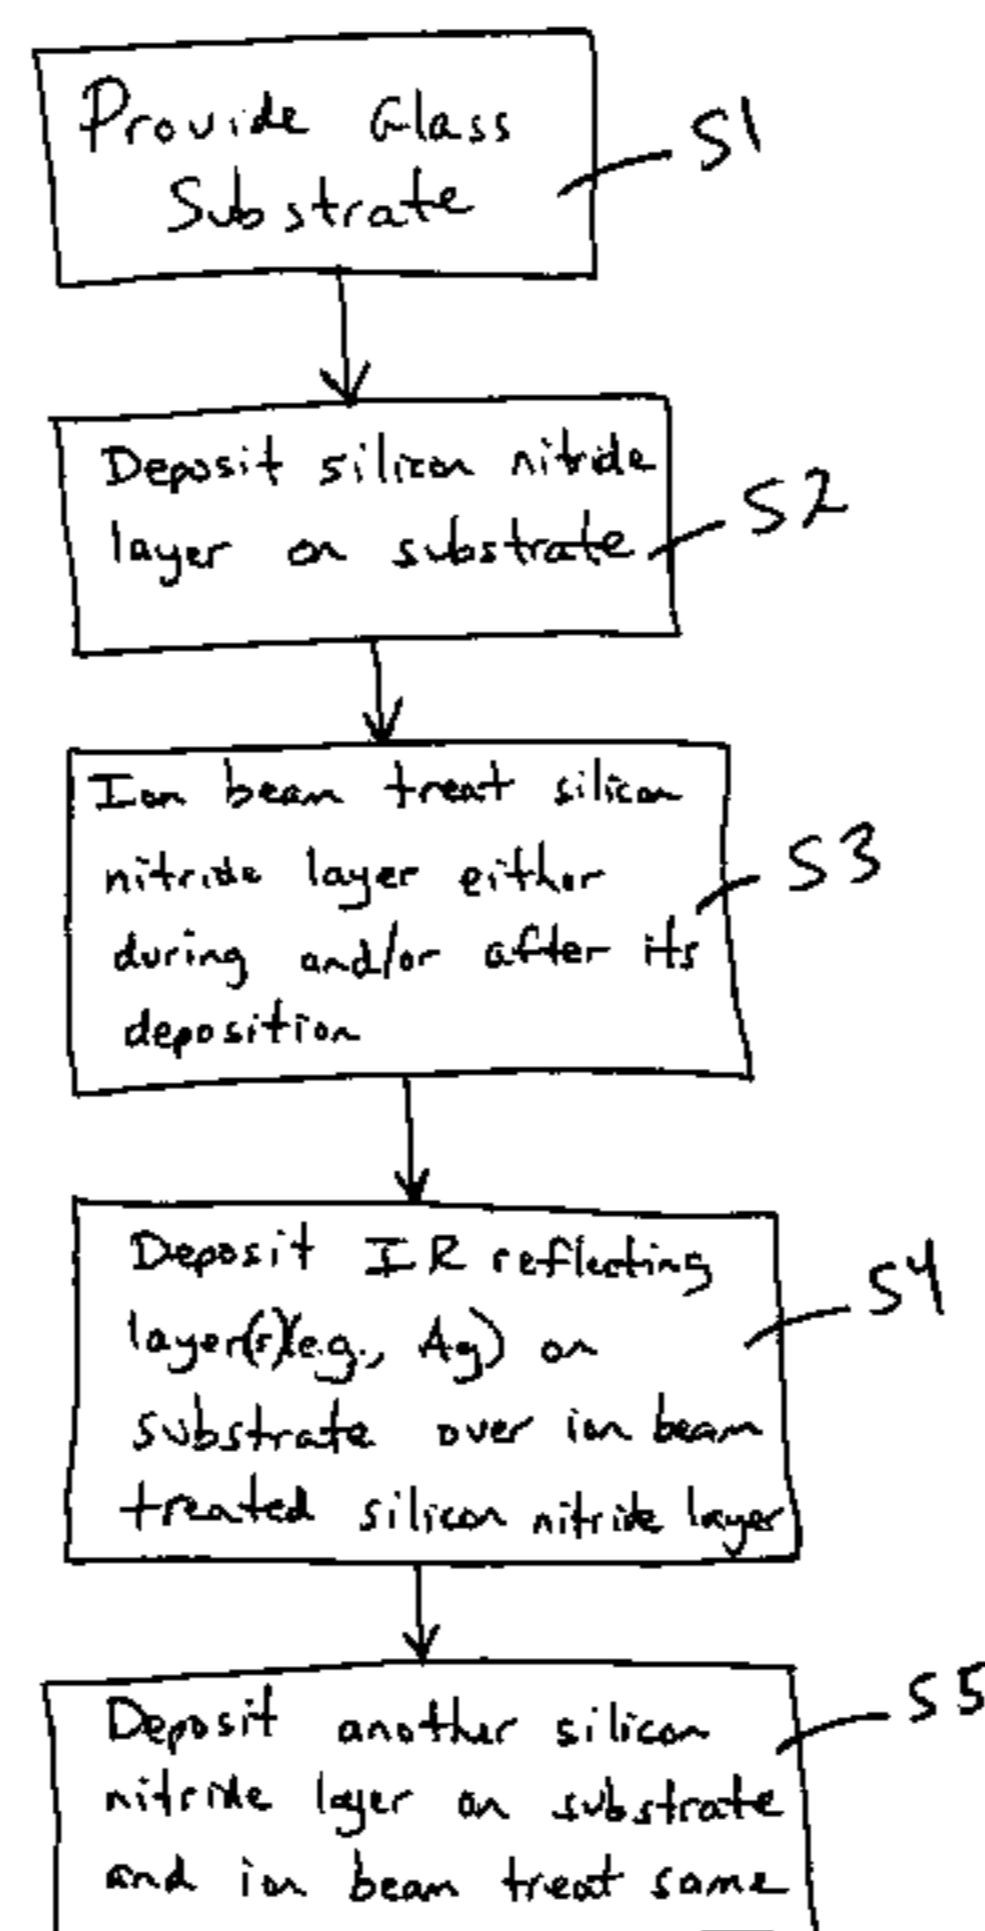 Provide Glass
Substrate
S1
Deposit silicon nitride
layer on substrate
S2
Ion beam treat silicon
nitride layer either
during and/or after its
deposition
S3
Deposit IR reflecting
layer(s)(e.g., Ag) on
substrate over ion beam
treated silicon nitride layer
S4
Deposit another silicon
nitride layer on substrate
and ion beam treat same
S5